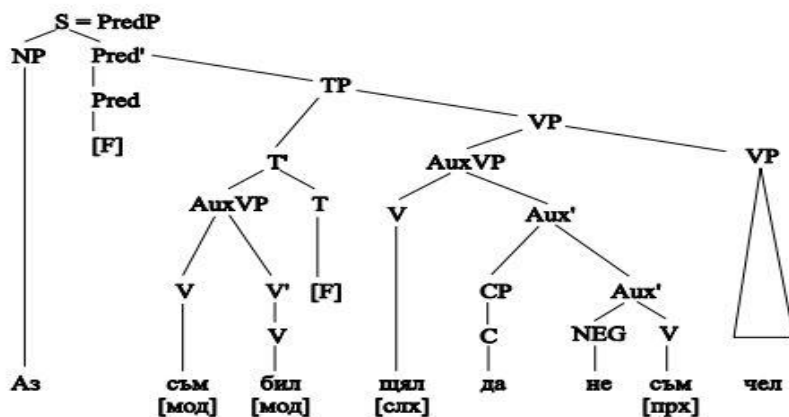 S = PredP
NP Pred'
TP
Pred
VP
[F]
T' AuxVP VP
AuxVP T V Aux'
V V' [F] CP Aux'
V C NEG V
Аз съм бил щял да не съм чел
[мод] [мод] [слх] [прх]